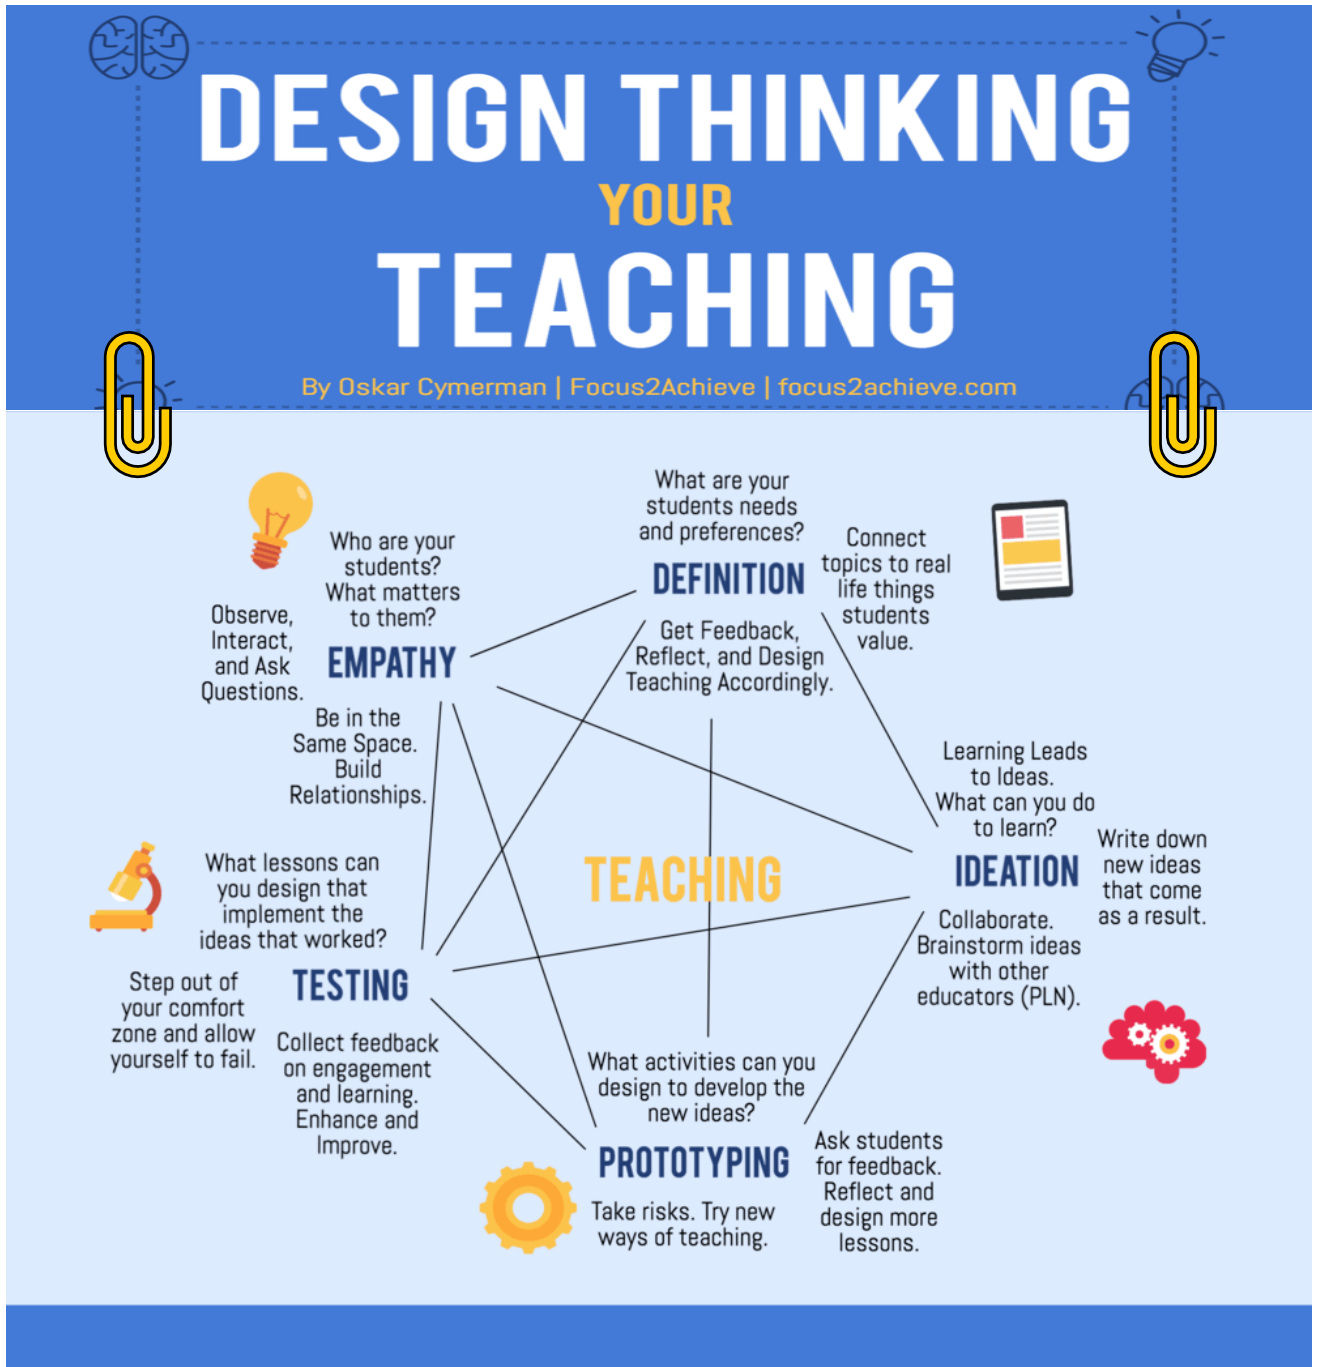 DESIGN THINKING
YOUR
TEACHING
By Oskar Cymerman | Focus2Achieve | focus2achieve.com
What are your
students needs
and preferences?
DEFINITION
Get Feedback,
Reflect, and Design
Teaching Accordingly.
Connect
topics to real
life things
students
value.
Who are your
students?
What matters
to them?
Observe,
Interact,
and Ask
Questions.
EMPATHY
Be in the
Same Space.
Build
Relationships.
Learning Leads
to Ideas.
What can you do
to learn?
IDEATION
Write down
new ideas
that come
as a result.
Collaborate.
Brainstorm ideas
with other
educators (PLN).
TEACHING
What lessons can
you design that
implement the
ideas that worked?
TESTING
Step out of
your comfort
zone and allow
yourself to fail.
Collect feedback
on engagement
and learning.
Enhance and
Improve.
What activities can you
design to develop the
new ideas?
PROTOTYPING
Take risks. Try new
ways of teaching.
Ask students
for feedback.
Reflect and
design more
lessons.